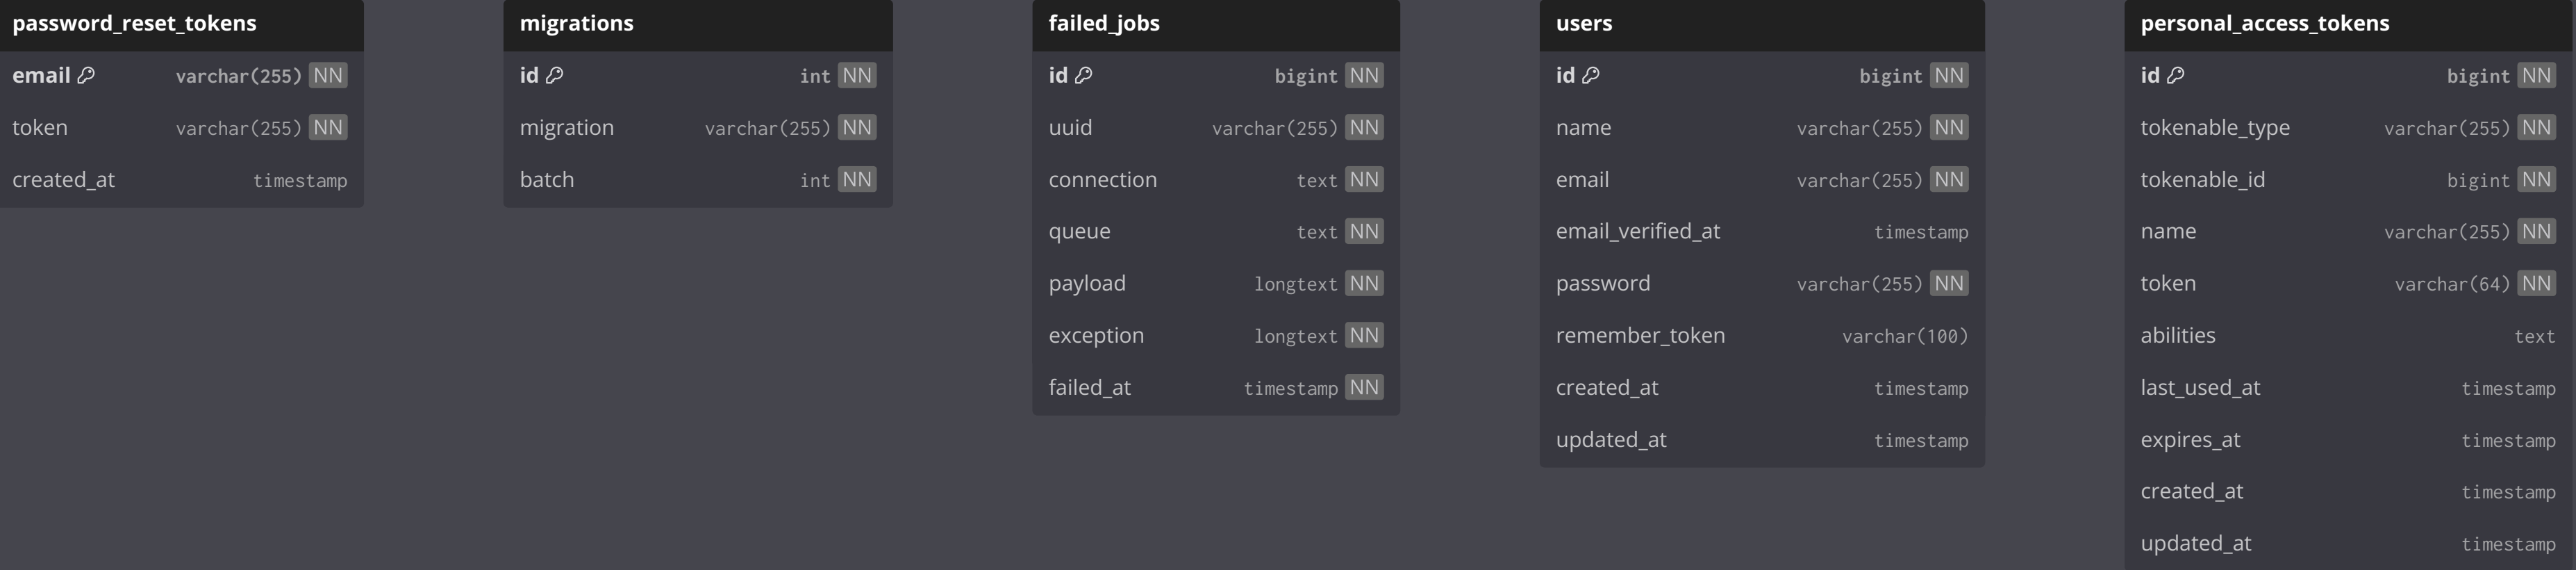 password_reset_tokens
email varchar(255) NN
token varchar(255) NN
created_at timestamp
migrations
id int NN
migration varchar(255) NN
batch int NN
failed_jobs
id bigint NN
uuid varchar(255) NN
connection text NN
queue text NN
payload longtext NN
exception longtext NN
failed_at timestamp NN
users
id bigint NN
name varchar(255) NN
email varchar(255) NN
email_verified_at timestamp
password varchar(255) NN
remember_token varchar(100)
created_at timestamp
updated_at timestamp
personal_access_tokens
id bigint NN
tokenable_type varchar(255) NN
tokenable_id bigint NN
name varchar(255) NN
token varchar(64) NN
abilities text
last_used_at timestamp
expires_at timestamp
created_at timestamp
updated_at timestamp